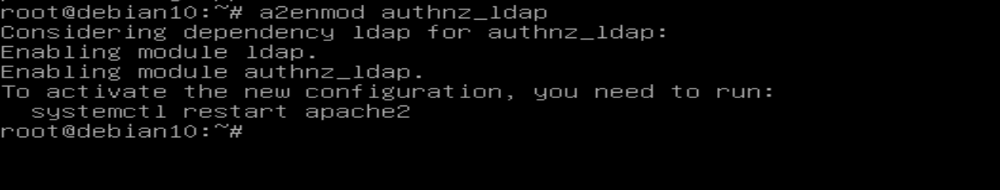 root@debian10:~# a2enmod authnz_ldap
Considering dependency ldap for authnz_ldap:
Enabling module ldap.
Enabling module authnz_ldap.
To activate the new configuration, you need to run:
  systemctl restart apache2
root@debian10:~#